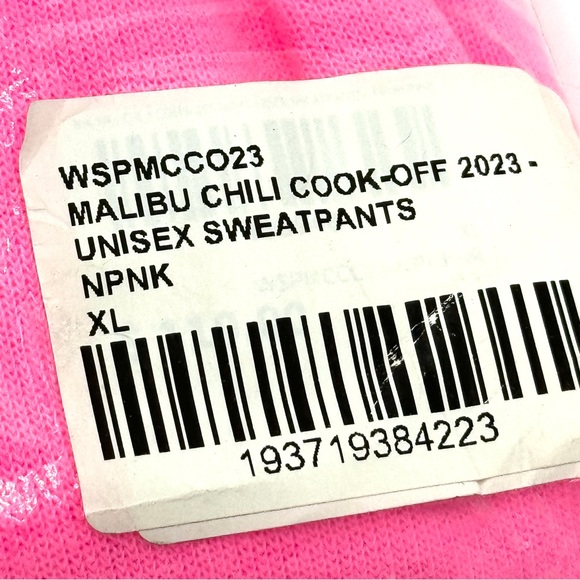 WSPMCCO23
MALIBU CHILI COOK-OFF 2023 -
UNISEX SWEATPANTS
NPNK
XL
193719384223